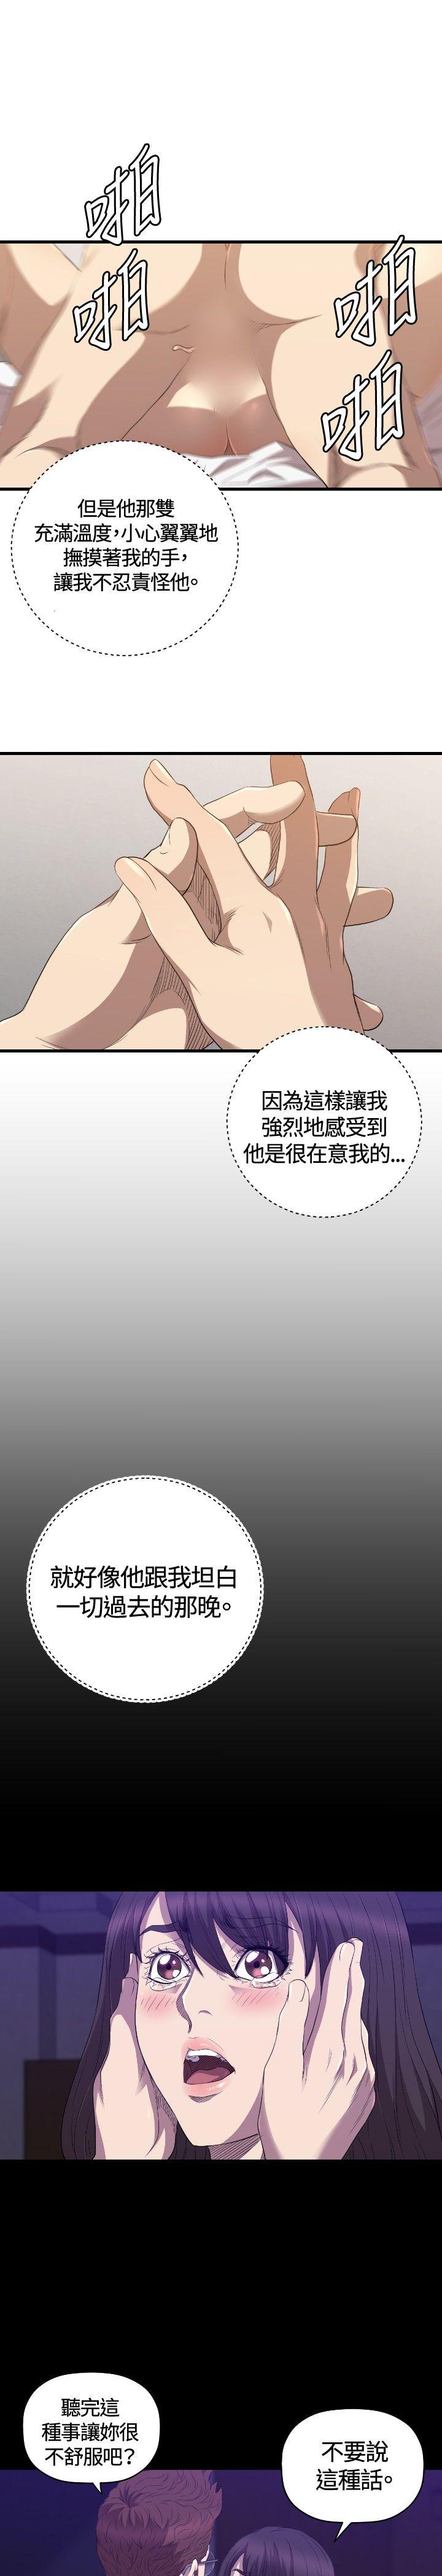 啪
啪
啪
啪
但是他那雙
充滿溫度，小心翼翼地
撫摸著我的手，
讓我不忍責怪他。
因為這樣讓我
強烈地感受到
他是很在意我的...
就好像他跟我坦白
一切過去的那晚。
聽完這
種事讓妳很
不舒服吧？
不要說
這種話。